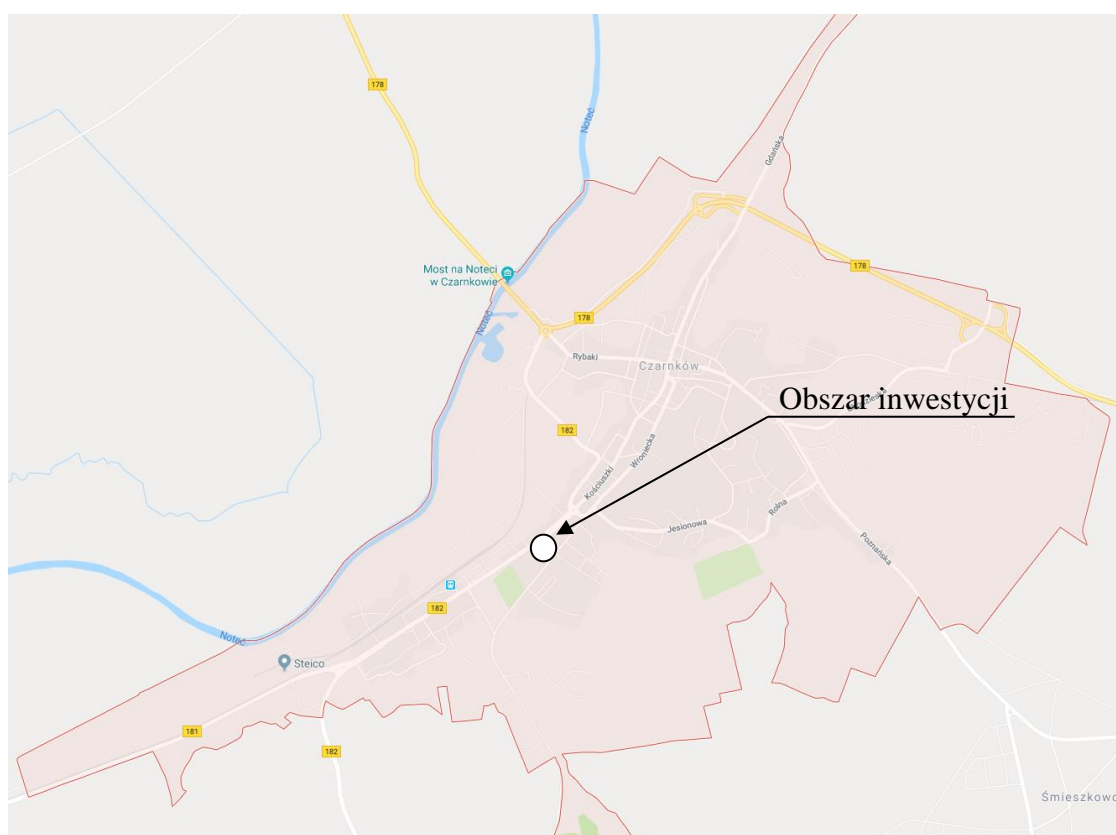 178
Noteć
Gdańska
Most na Noteci
w Czarnkowie
178
Noteć
178
Rybaki
Czarnków
Obszar inwestycji
182
Wroniecka
Kościuszki
Jesionowa
Rolna
Poznańska
182
Noteć
Steico
181
182
Śmieszkowo